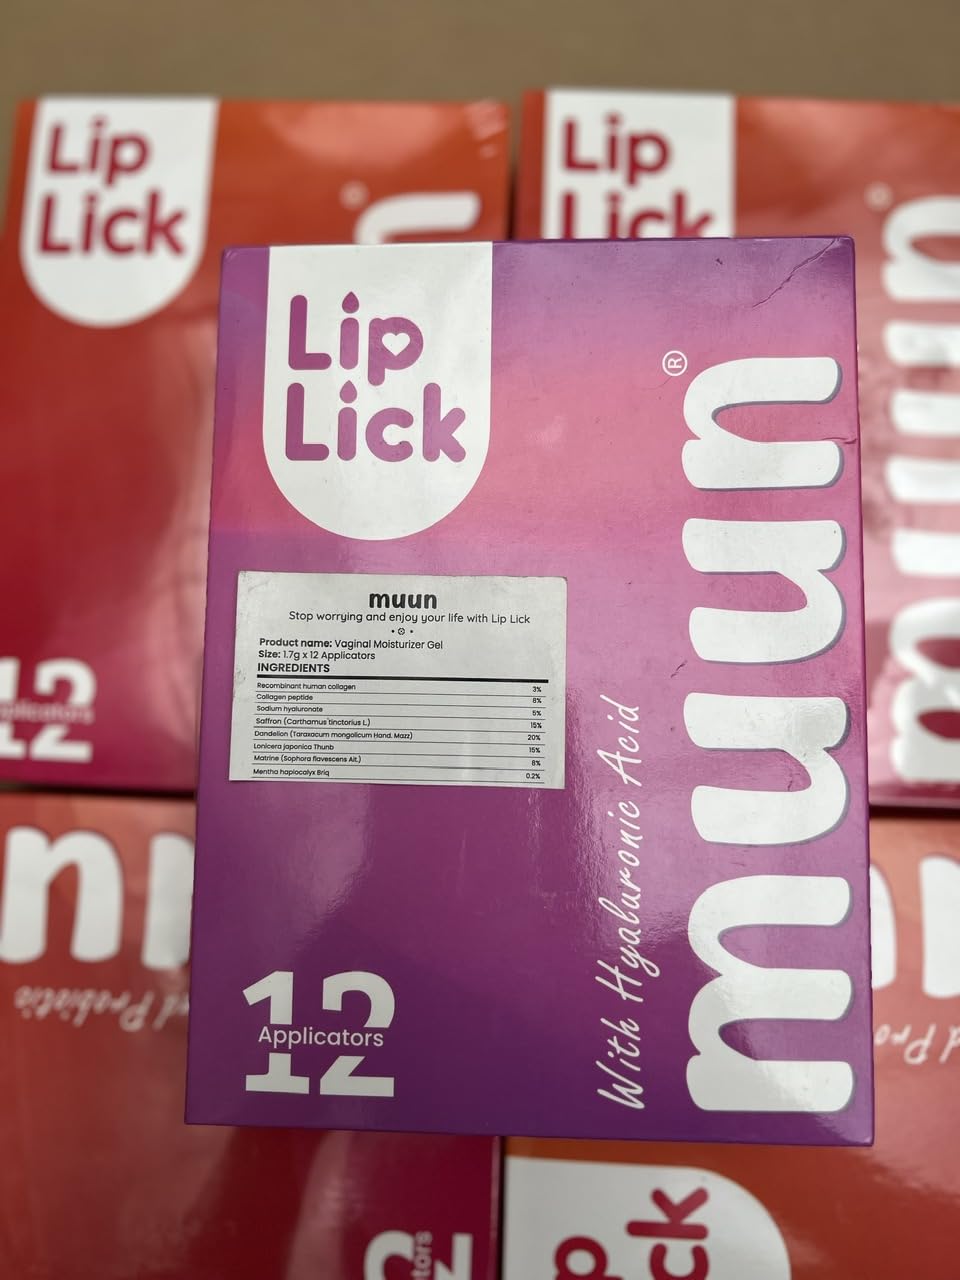 Lip
Lick
Lip
Lick
Lip
Lick
muun®
With Hyaluronic Acid
muun
Stop worrying and enjoy your life with Lip Lick
Product name: Vaginal Moisturizer Gel
Size: 1.7g x 12 Applicators
INGREDIENTS
Recombinant human collagen 3%
Collagen peptide 8%
Sodium hyaluronate 5%
Saffron (Carthamus tinctorius L.) 15%
Dandelion (Taraxacum mongolicum Hand. Mazz) 20%
Lonicera japonica Thunb 15%
Matrine (Sophora flavescens Ait.) 8%
Mentha haplocalyx Briq 0.2%
12
Applicators
12
Lick